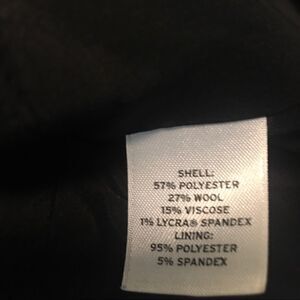 SHELL:
57% POLYESTER
27% WOOL
15% VISCOSE
1% LYCRA® SPANDEX
LINING:
95% POLYESTER
5% SPANDEX